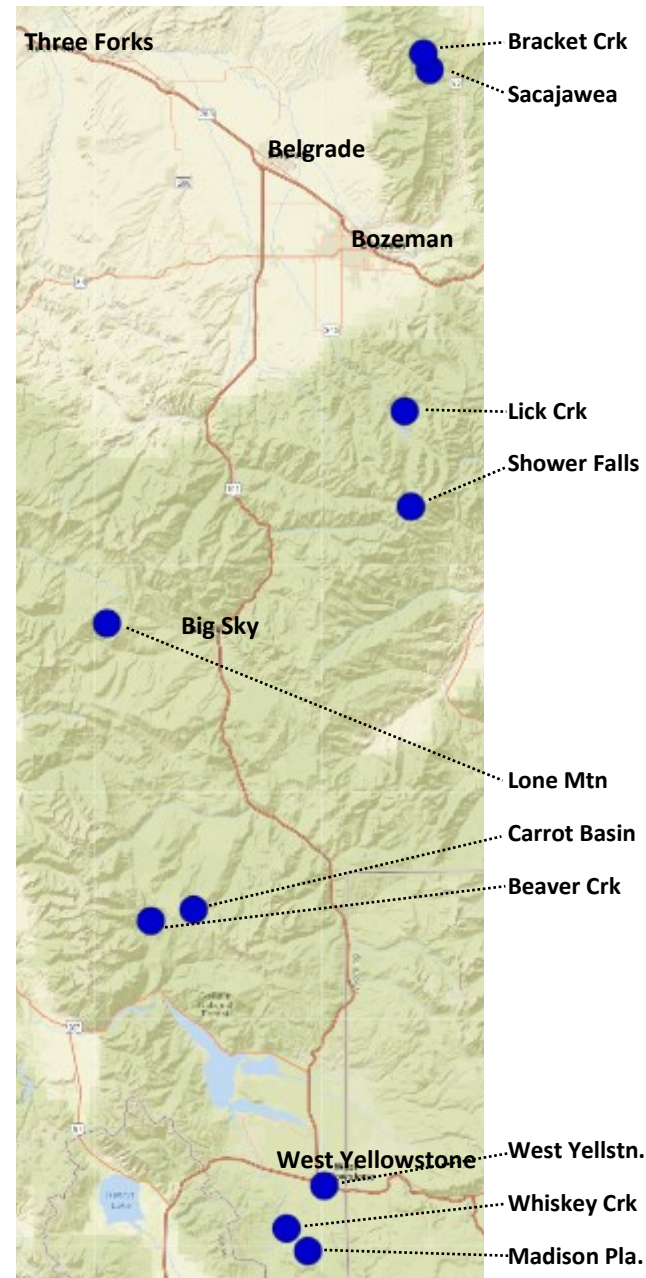 Three Forks
Bracket Crk
Sacajawea
Belgrade
Bozeman
Lick Crk
Shower Falls
Big Sky
Lone Mtn
Carrot Basin
Beaver Crk
West Yellowstone
West Yellstn.
Whiskey Crk
Madison Pla.